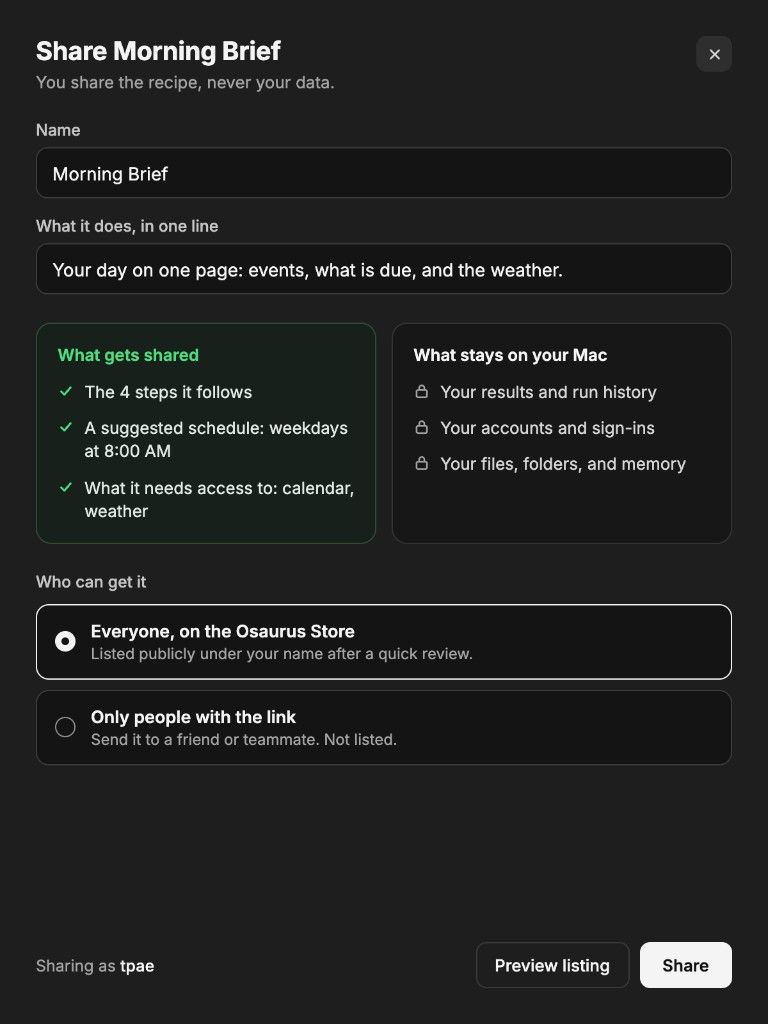 Share Morning Brief
You share the recipe, never your data.
Name
Morning Brief
What it does, in one line
Your day on one page: events, what is due, and the weather.
What gets shared
The 4 steps it follows
A suggested schedule: weekdays
at 8:00 AM
What it needs access to: calendar,
weather
What stays on your Mac
Your results and run history
Your accounts and sign-ins
Your files, folders, and memory
Who can get it
Everyone, on the Osaurus Store
Listed publicly under your name after a quick review.
Only people with the link
Send it to a friend or teammate. Not listed.
Sharing as tpae
Preview listing
Share